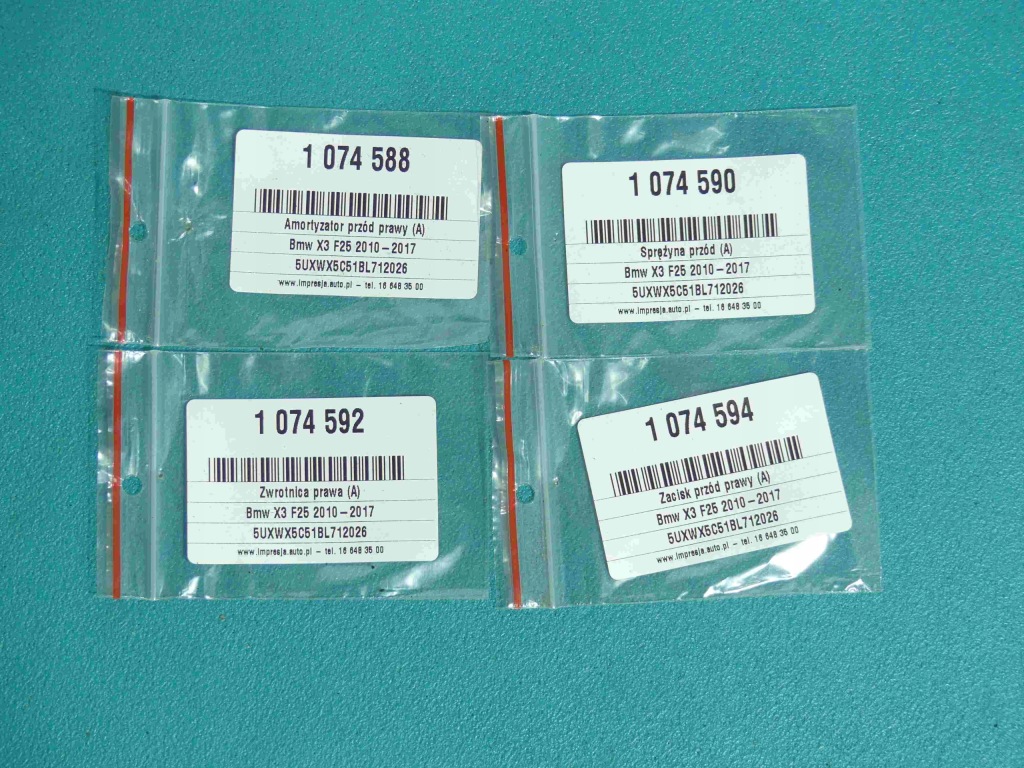 1 074 588
Amortyzator przód prawy (A)
Bmw X3 F25 2010-2017
5UXWX5C51BL712026
www.impresja.auto.pl - tel. 16 648 35 00
1 074 590
Sprężyna przód (A)
Bmw X3 F25 2010-2017
5UXWX5C51BL712026
www.impresja.auto.pl - tel. 16 648 35 00
1 074 592
Zwrotnica prawa (A)
Bmw X3 F25 2010-2017
5UXWX5C51BL712026
www.impresja.auto.pl - tel. 16 648 35 00
1 074 594
Zacisk przód prawy (A)
Bmw X3 F25 2010-2017
5UXWX5C51BL712026
www.impresja.auto.pl - tel. 16 648 35 00